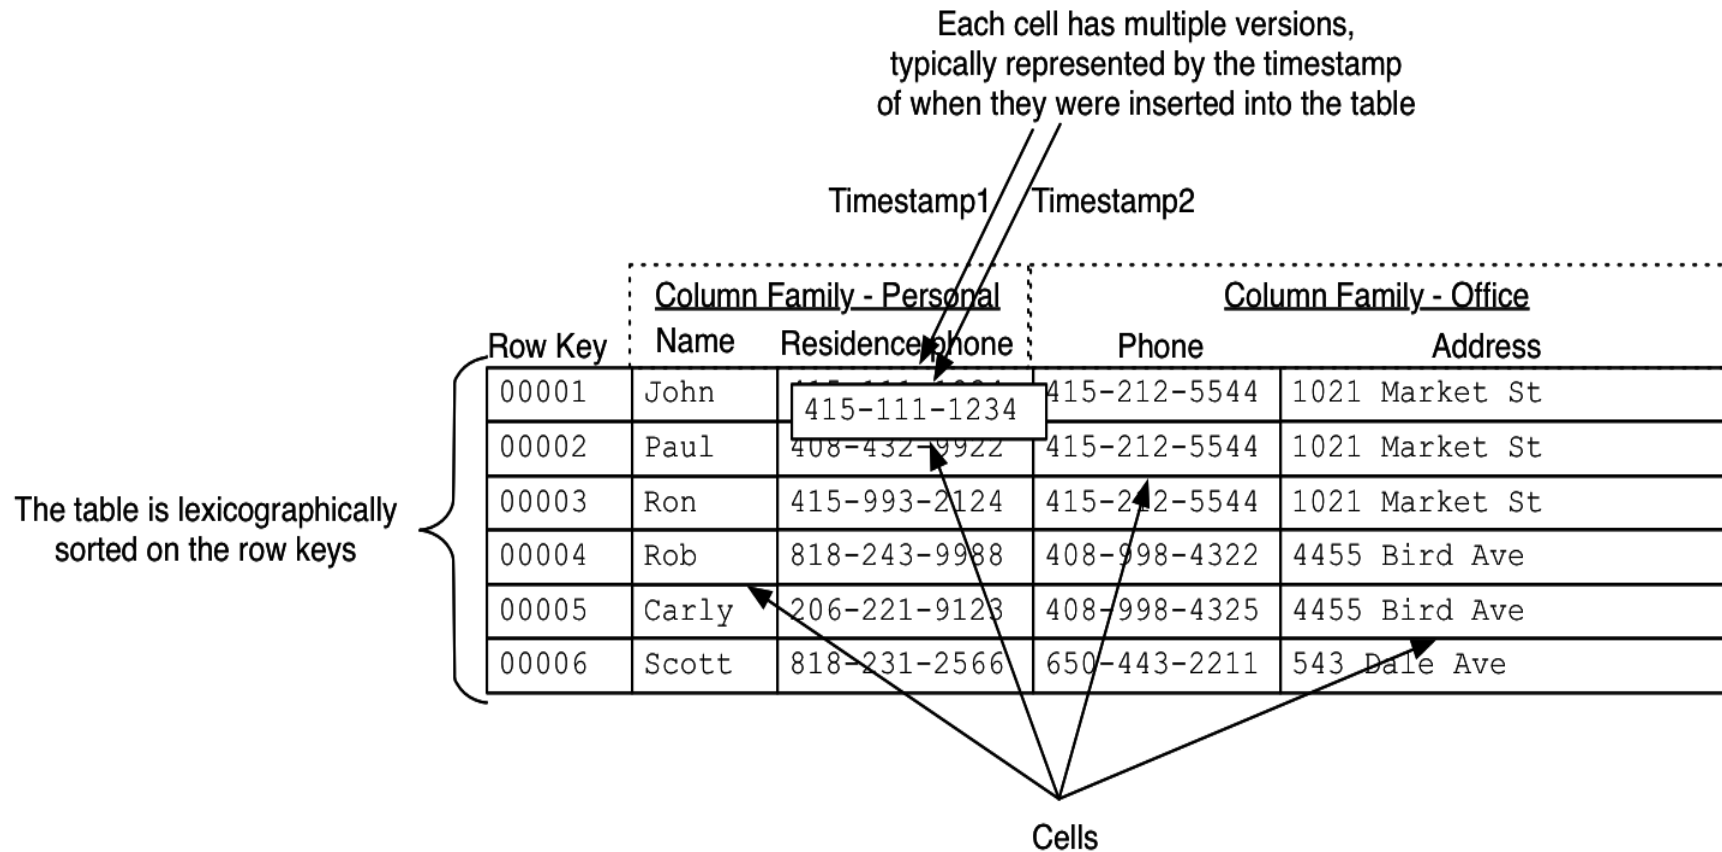 Each cell has multiple versions,
typically represented by the timestamp
of when they were inserted into the table
Timestamp1 Timestamp2
Column Family - Personal Column Family - Office
Row Key Name Residence phone Phone Address
00001 John 415-111-1234 415-212-5544 1021 Market St
00002 Paul 408-432-9922 415-212-5544 1021 Market St
00003 Ron 415-993-2124 415-212-5544 1021 Market St
00004 Rob 818-243-9988 408-998-4322 4455 Bird Ave
00005 Carly 206-221-9123 408-998-4325 4455 Bird Ave
00006 Scott 818-231-2566 650-443-2211 543 Dale Ave
The table is lexicographically
sorted on the row keys
Cells